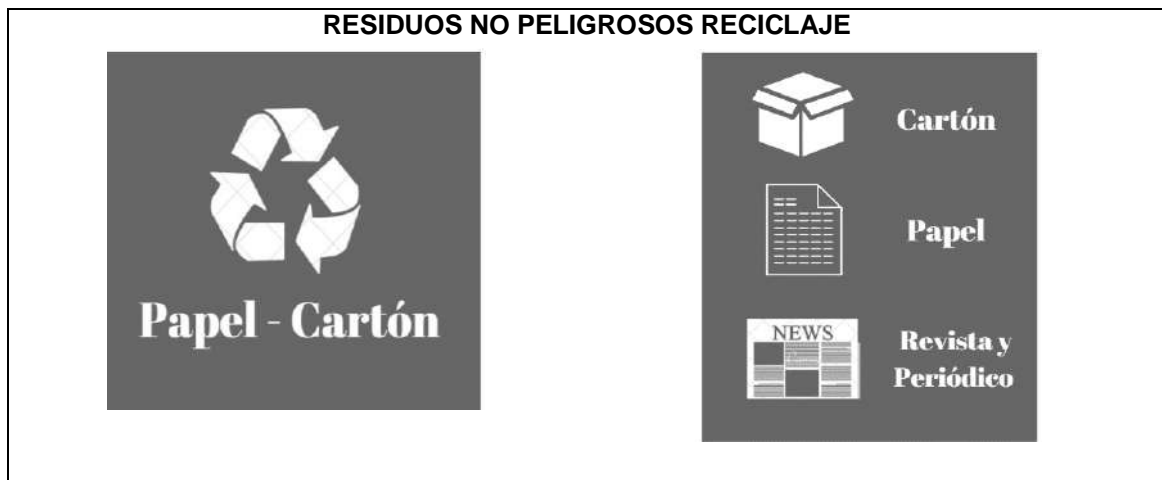 RESIDUOS NO PELIGROSOS RECICLAJE
Papel - Cartón
Cartón
Papel
NEWS
Revista y
Periódico